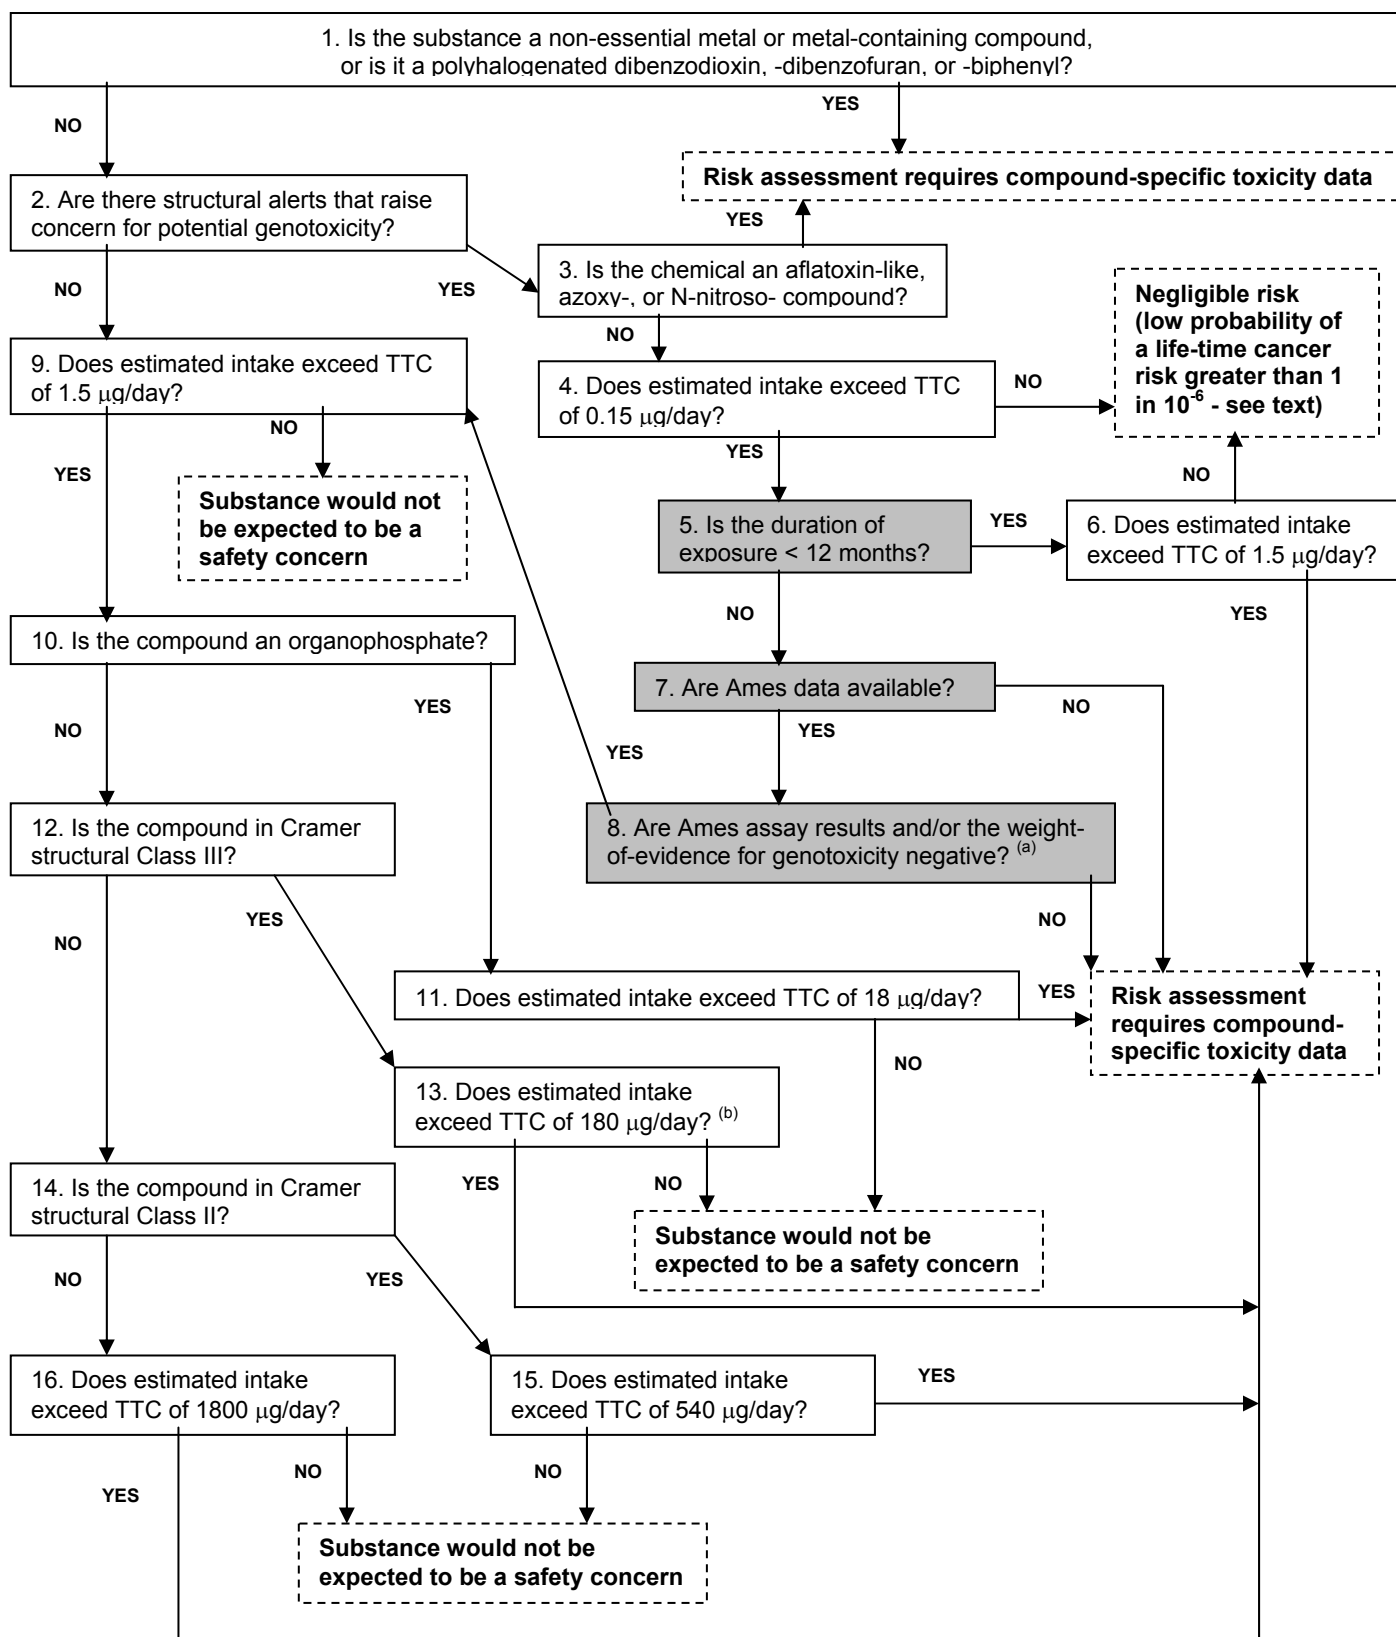 1. Is the substance a non-essential metal or metal-containing compound,
or is it a polyhalogenated dibenzodioxin, -dibenzofuran, or -biphenyl?
YES
NO
Risk assessment requires compound-specific toxicity data
2. Are there structural alerts that raise
concern for potential genotoxicity?
YES
3. Is the chemical an aflatoxin-like,
azoxy-, or N-nitroso- compound?
NO
YES
Negligible risk
(low probability of
a life-time cancer
risk greater than 1
in 10⁻⁶ - see text)
NO
9. Does estimated intake exceed TTC
of 1.5 μg/day?
4. Does estimated intake exceed TTC
of 0.15 μg/day?
NO
NO
YES
YES
NO
Substance would not
be expected to be a
safety concern
5. Is the duration of
exposure < 12 months?
YES
6. Does estimated intake
exceed TTC of 1.5 μg/day?
NO
YES
10. Is the compound an organophosphate?
7. Are Ames data available?
YES
NO
NO
YES
YES
12. Is the compound in Cramer
structural Class III?
8. Are Ames assay results and/or the weight-
of-evidence for genotoxicity negative? (a)
YES
NO
NO
11. Does estimated intake exceed TTC of 18 μg/day?
YES
Risk assessment
requires compound-
specific toxicity data
NO
13. Does estimated intake
exceed TTC of 180 μg/day? (b)
14. Is the compound in Cramer
structural Class II?
YES
NO
Substance would not be
expected to be a safety concern
NO
YES
16. Does estimated intake
exceed TTC of 1800 μg/day?
15. Does estimated intake
exceed TTC of 540 μg/day?
YES
NO
NO
YES
Substance would not be
expected to be a safety concern